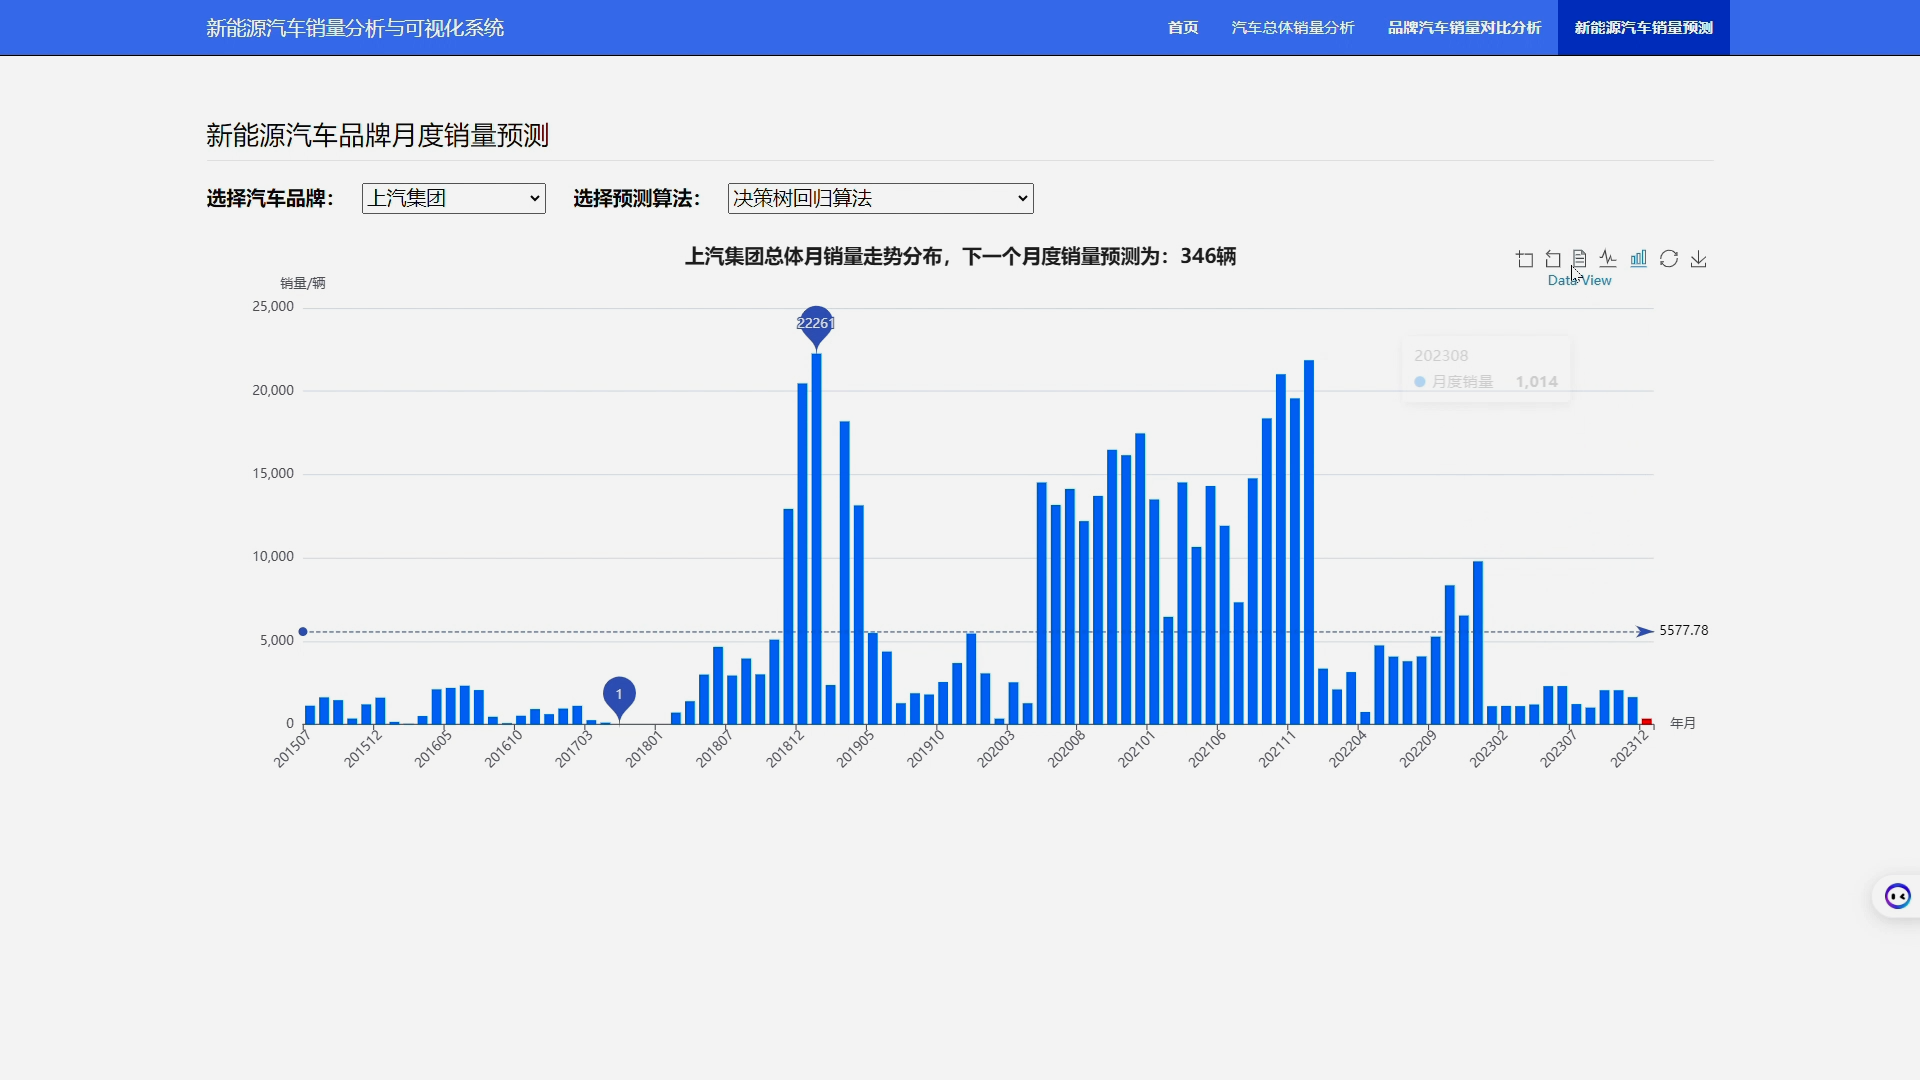 新能源汽车销量分析与可视化系统
首页
汽车总体销量分析
品牌汽车销量对比分析
新能源汽车销量预测
新能源汽车品牌月度销量预测
选择汽车品牌：
上汽集团
选择预测算法：
决策树回归算法
上汽集团总体月销量走势分布，下一个月度销量预测为：346辆
Data View
销量/辆
25,000
20,000
15,000
10,000
5,000
0
22261
1
202308
月度销量 1,014
5577.78
年月
201507
201512
201605
201610
201703
201801
201807
201812
201905
201910
202003
202008
202101
202106
202111
202204
202209
202302
202307
202312